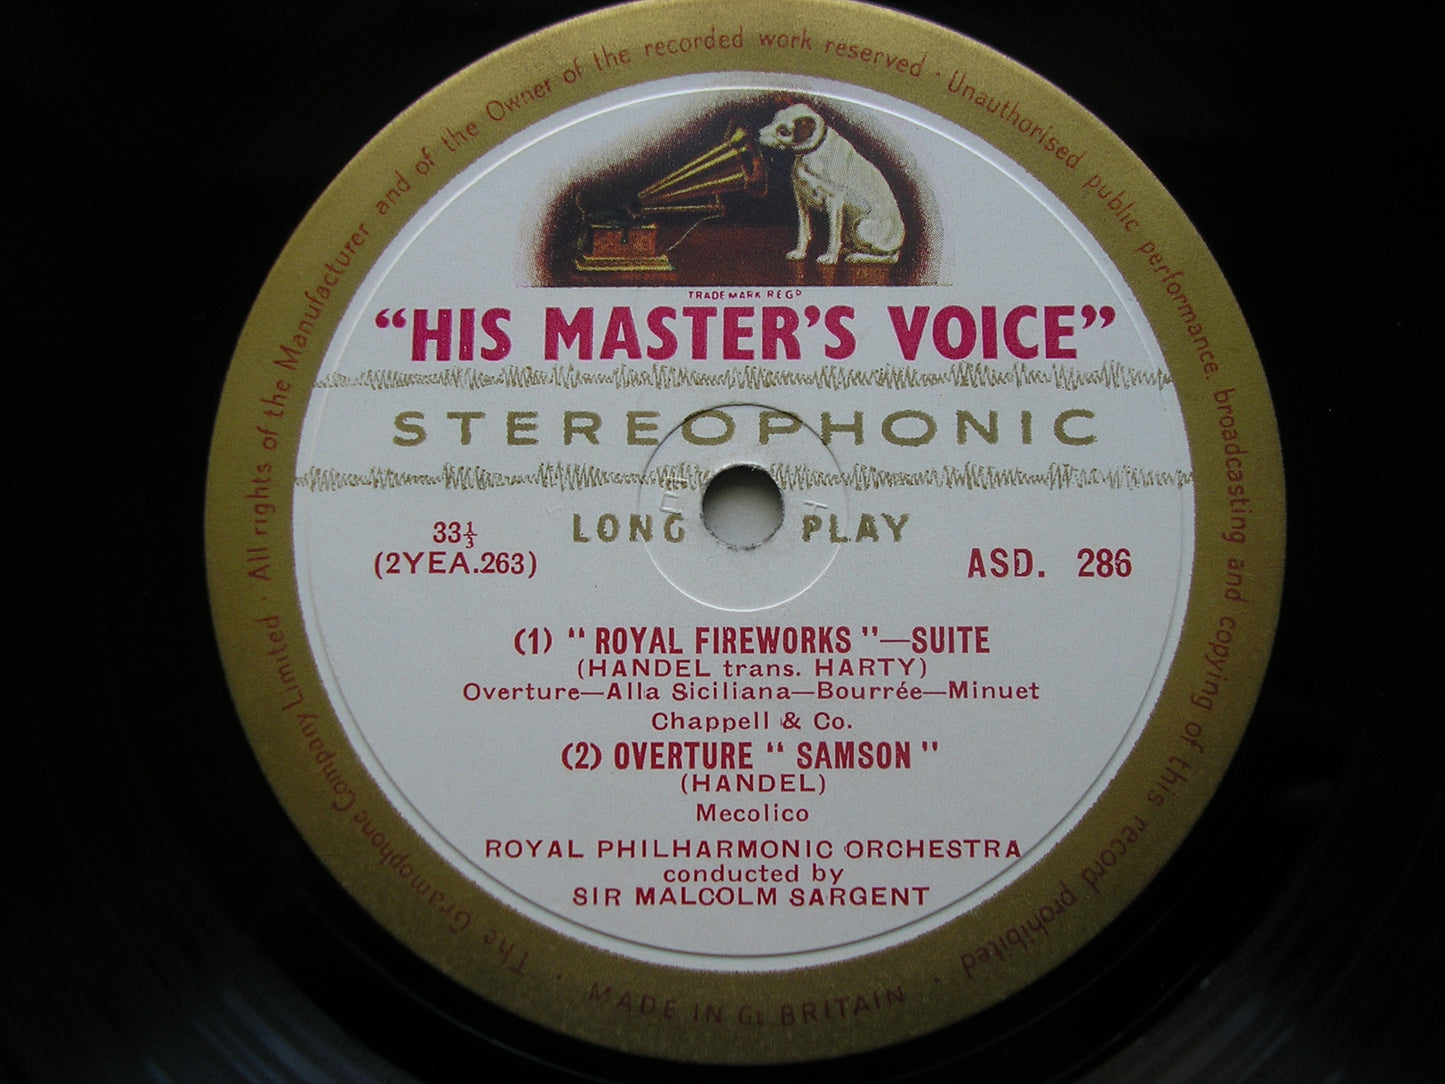 All rights of the Manufacturer and of the Owner of the recorded work reserved · Unauthorised public performance, broadcasting and copying of this record prohibited ·
TRADE MARK REGD
“HIS MASTER'S VOICE”
STEREOPHONIC
LONG PLAY
33⅓
(2YEA.263)
ASD. 286
(1) “ ROYAL FIREWORKS ”—SUITE
(HANDEL trans. HARTY)
Overture—Alla Siciliana—Bourrée—Minuet
Chappell & Co.
(2) OVERTURE “ SAMSON ”
(HANDEL)
Mecolico
ROYAL PHILHARMONIC ORCHESTRA
conducted by
SIR MALCOLM SARGENT
· The Gramophone Company Limited ·
MADE IN Gt BRITAIN ·